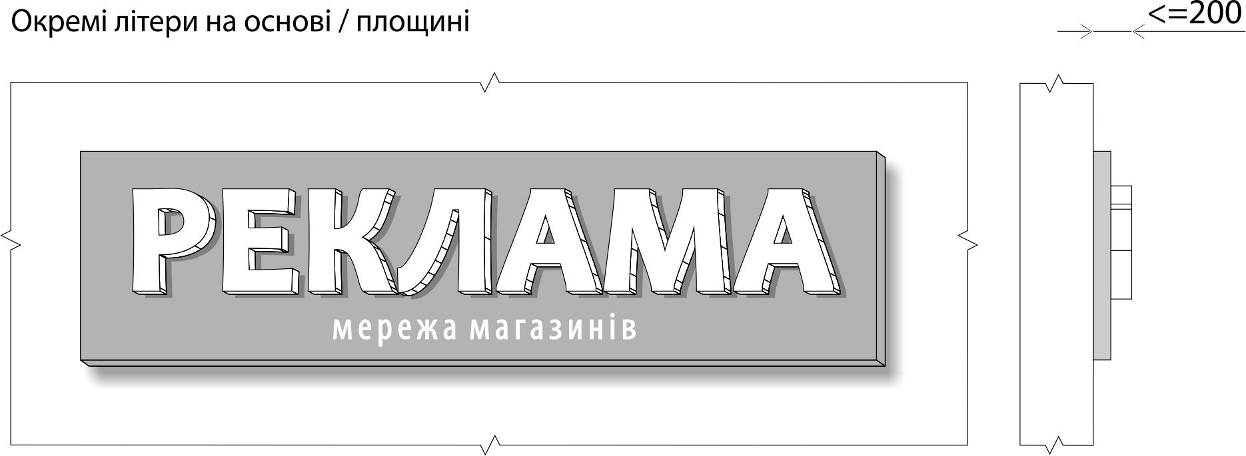 Окремі літери на основі / площині
<=200
РЕКЛАМА
мережа магазинів